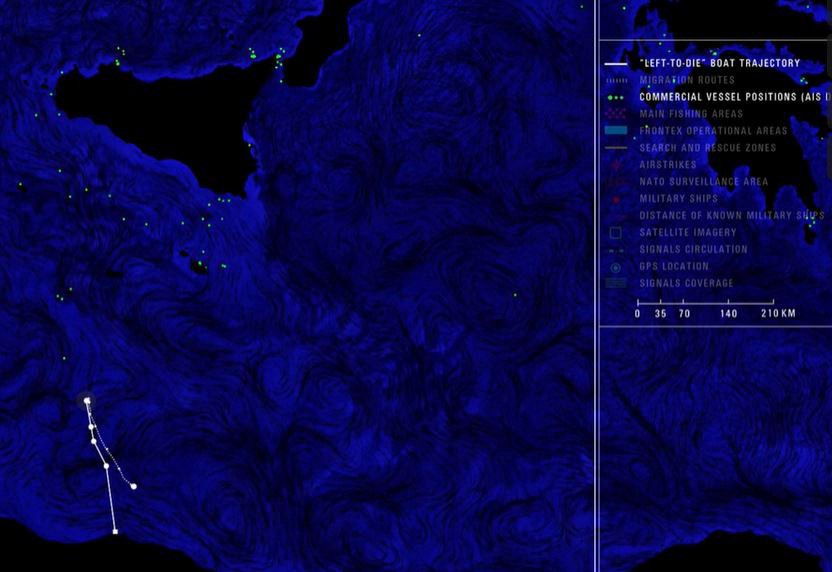 "LEFT-TO-DIE" BOAT TRAJECTORY
MIGRATION ROUTES
COMMERCIAL VESSEL POSITIONS (AIS D
MAIN FISHING AREAS
FRONTEX OPERATIONAL AREAS
SEARCH AND RESCUE ZONES
AIRSTRIKES
NATO SURVEILLANCE AREA
MILITARY SHIPS
DISTANCE OF KNOWN MILITARY SHIPS
SATELLITE IMAGERY
SIGNALS CIRCULATION
GPS LOCATION
SIGNALS COVERAGE
0 35 70 140 210 KM